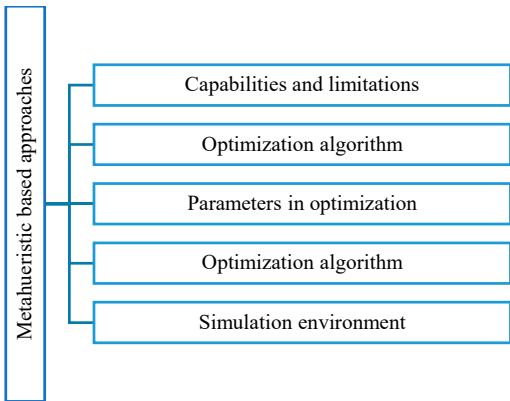 Metahueristic based approaches
Capabilities and limitations
Optimization algorithm
Parameters in optimization
Optimization algorithm
Simulation environment